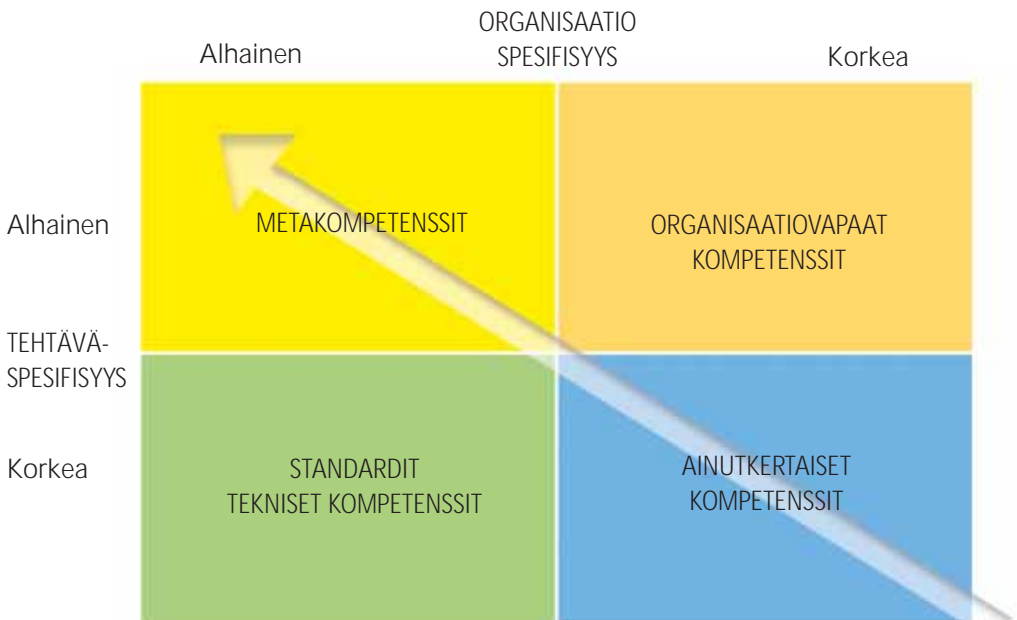 ORGANISAATIO
SPESIFISYYS
Alhainen
Korkea
Alhainen
METAKOMPETENSSIT
ORGANISAATIOVAPAAT
KOMPETENSSIT
TEHTÄVÄ-
SPESIFISYYS
Korkea
STANDARDIT
TEKNISET KOMPETENSSIT
AINUTKERTAISET
KOMPETENSSIT